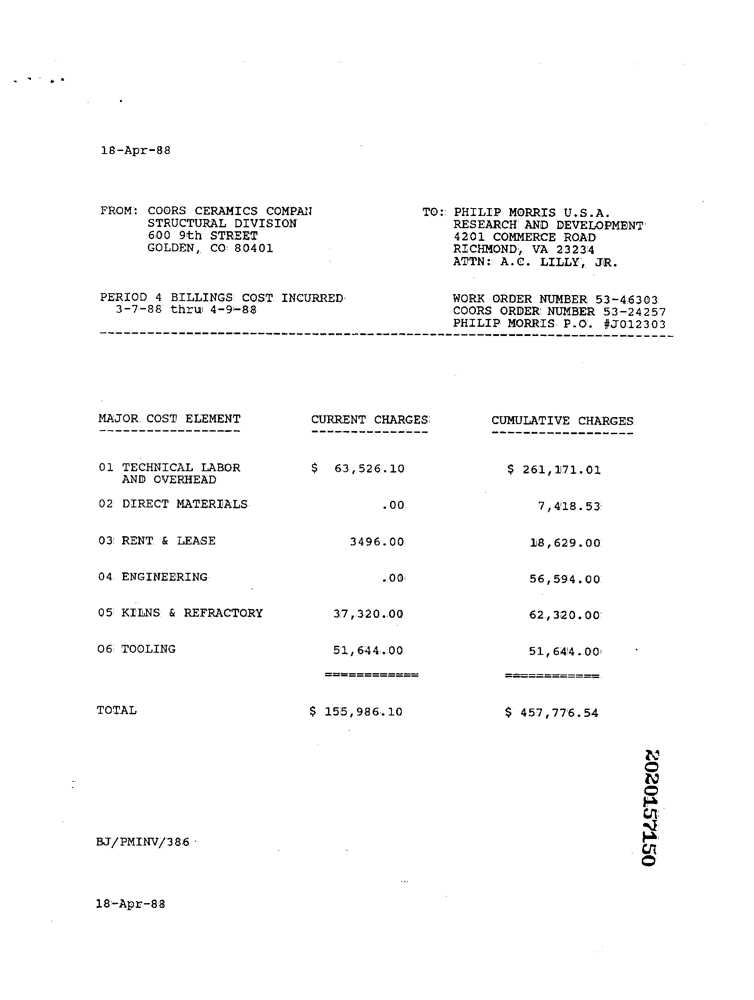 18-Apr-88
FROM: COORS CERAMICS COMPAN
STRUCTURAL DIVISION
600 9th STREET
GOLDEN, CO 80401
TO: PHILIP MORRIS U.S.A.
RESEARCH AND DEVELOPMENT
4201 COMMERCE ROAD
RICHMOND, VA 23234
ATTN: A.C. LILLY, JR.
PERIOD 4 BILLINGS COST INCURRED
3-7-88 thru 4-9-88
WORK ORDER NUMBER 53-46303
COORS ORDER NUMBER 53-24257
PHILIP MORRIS P.O. #J012303
MAJOR COST ELEMENT CURRENT CHARGES CUMULATIVE CHARGES
01 TECHNICAL LABOR $ 63,526.10 $ 261,171.01
AND OVERHEAD
02 DIRECT MATERIALS .00 7,418.53
03 RENT & LEASE 3496.00 18,629.00
04 ENGINEERING .00 56,594.00
05 KILNS & REFRACTORY 37,320.00 62,320.00
06 TOOLING 51,644.00 51,644.00
TOTAL $ 155,986.10 $ 457,776.54
2020157150
BJ/PMINV/386
18-Apr-88